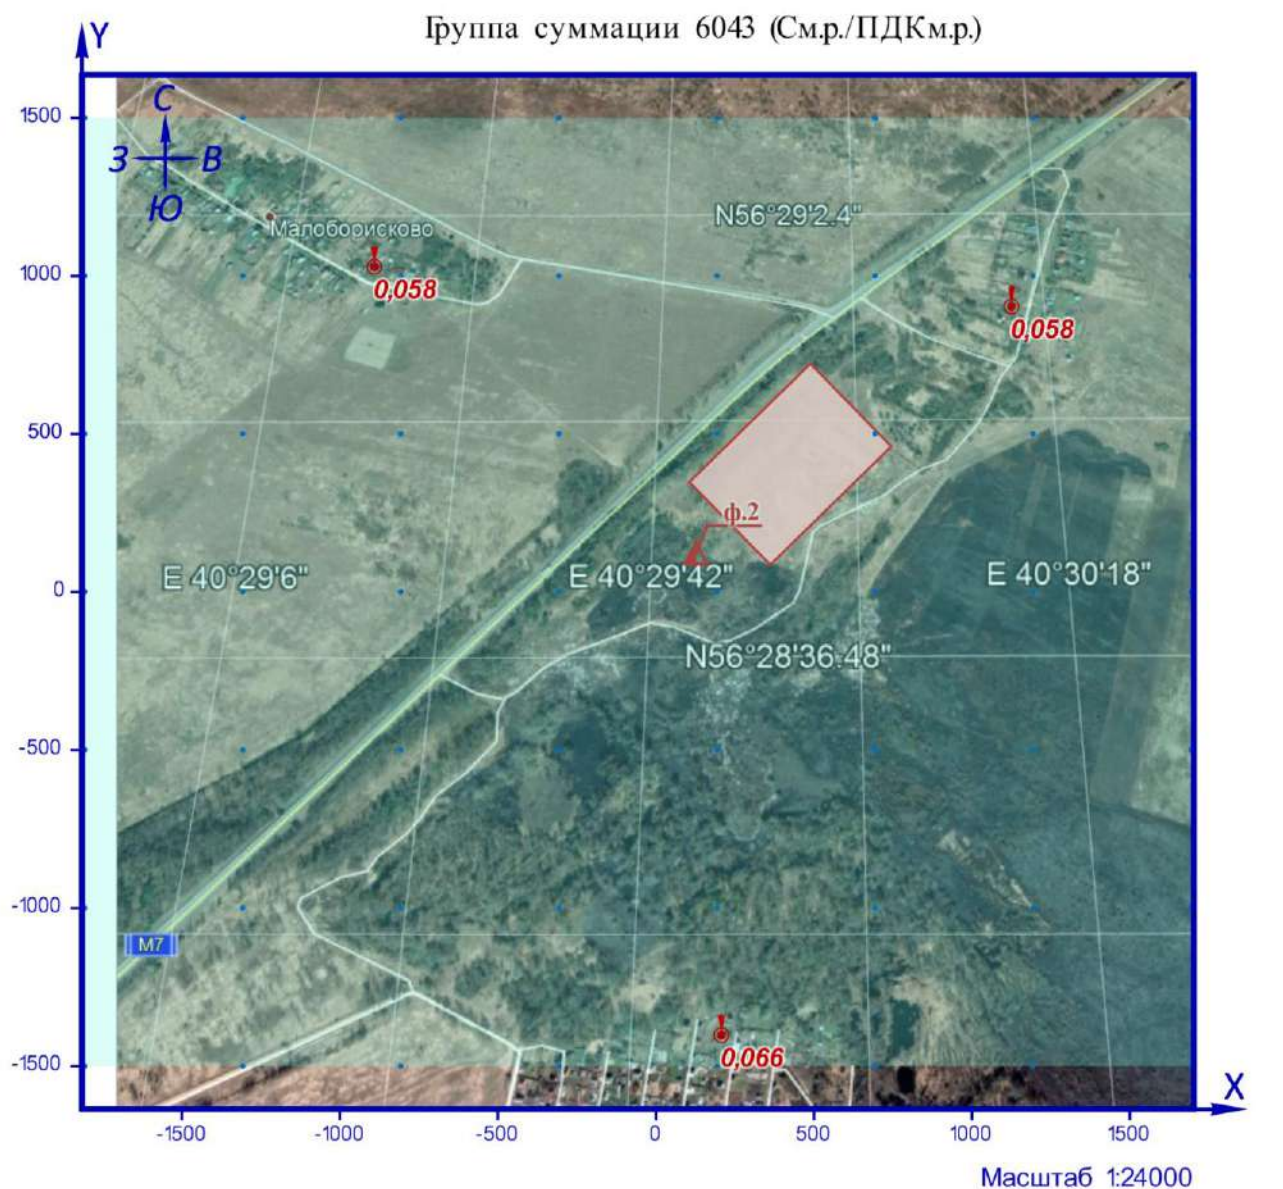 Группа суммации 6043 (См.р./ПДКм.р.)
Y
1500
С
З В
Ю
N56°29'2.4"
Малоборисково
1000
0,058
0,058
500
ф.2
E 40°29'6"
E 40°29'42"
E 40°30'18"
0
N56°28'36.48"
-500
-1000
M7
0,066
-1500
X
-1500 -1000 -500 0 500 1000 1500
Масштаб 1:24000